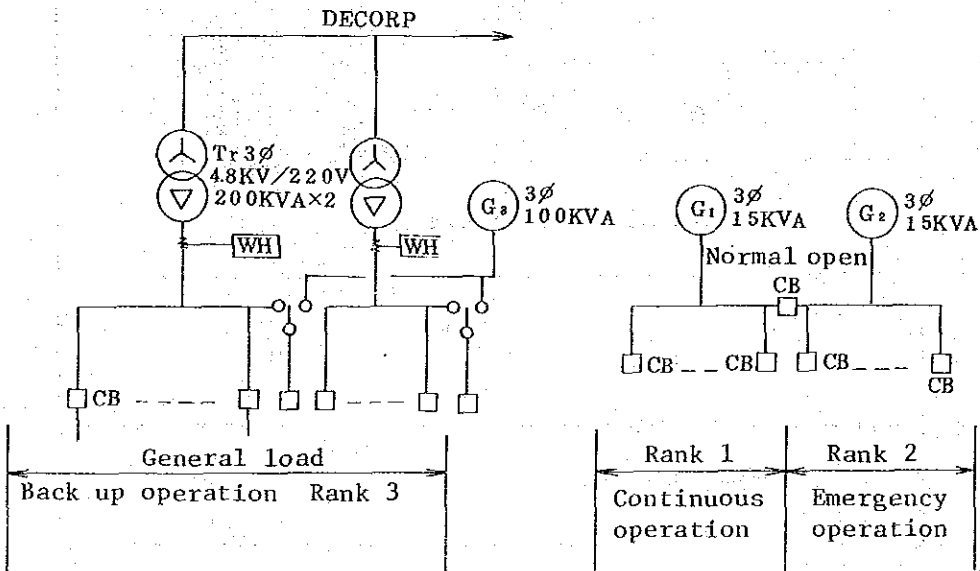 DECORP
Tr 3Ø
4.8KV/220V
200KVA×2
WH
WH
G3
3Ø
100KVA
G1
3Ø
15KVA
G2
3Ø
15KVA
Normal open
CB
CB
CB
CB
CB
CB
General load
Back up operation Rank 3
Rank 1
Continuous
operation
Rank 2
Emergency
operation